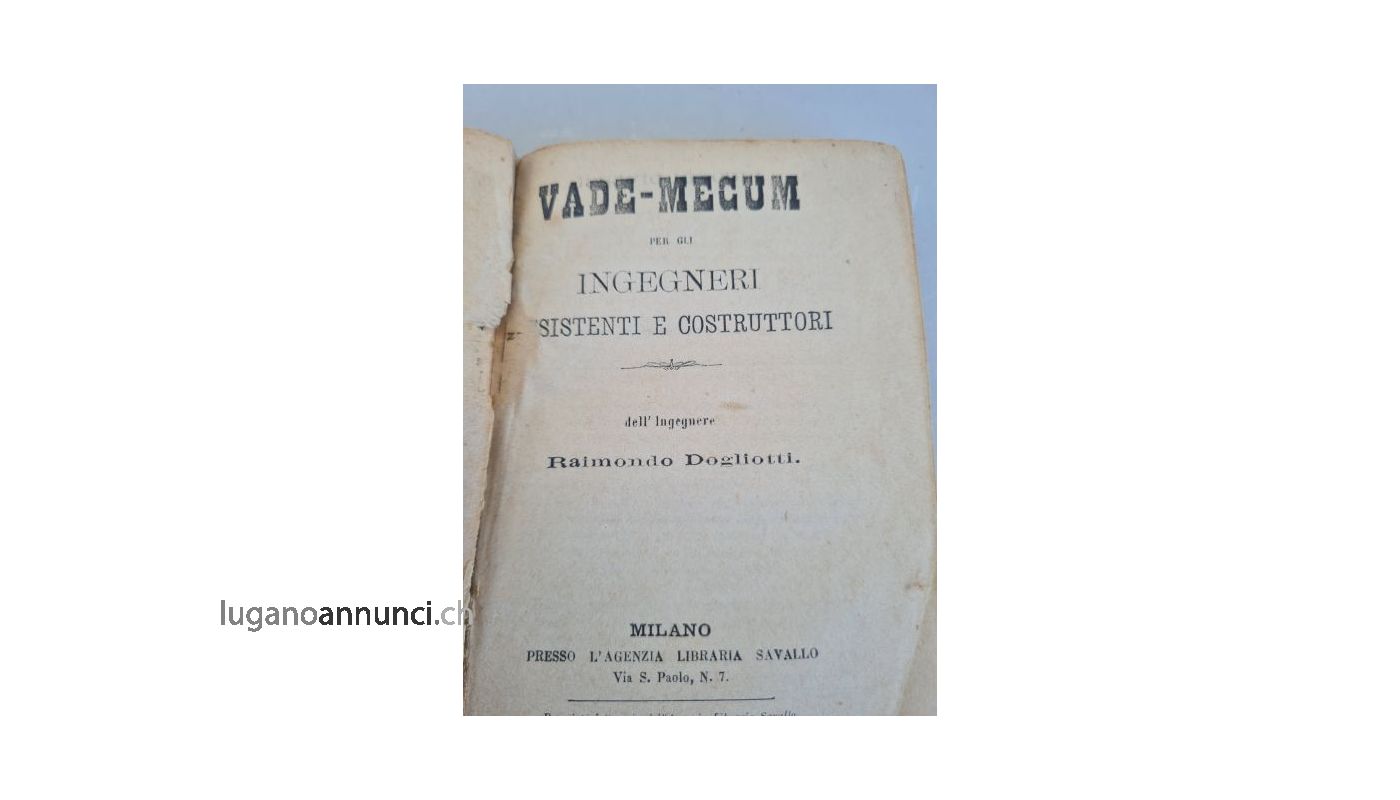 VADE-MECUM
PER GLI
INGEGNERI
SISTENTI E COSTRUTTORI
dell' Ingegnere
Raimondo Dogliotti.
MILANO
PRESSO L'AGENZIA LIBRARIA SAVALLO
Via S. Paolo, N. 7.
luganoannunci.ch